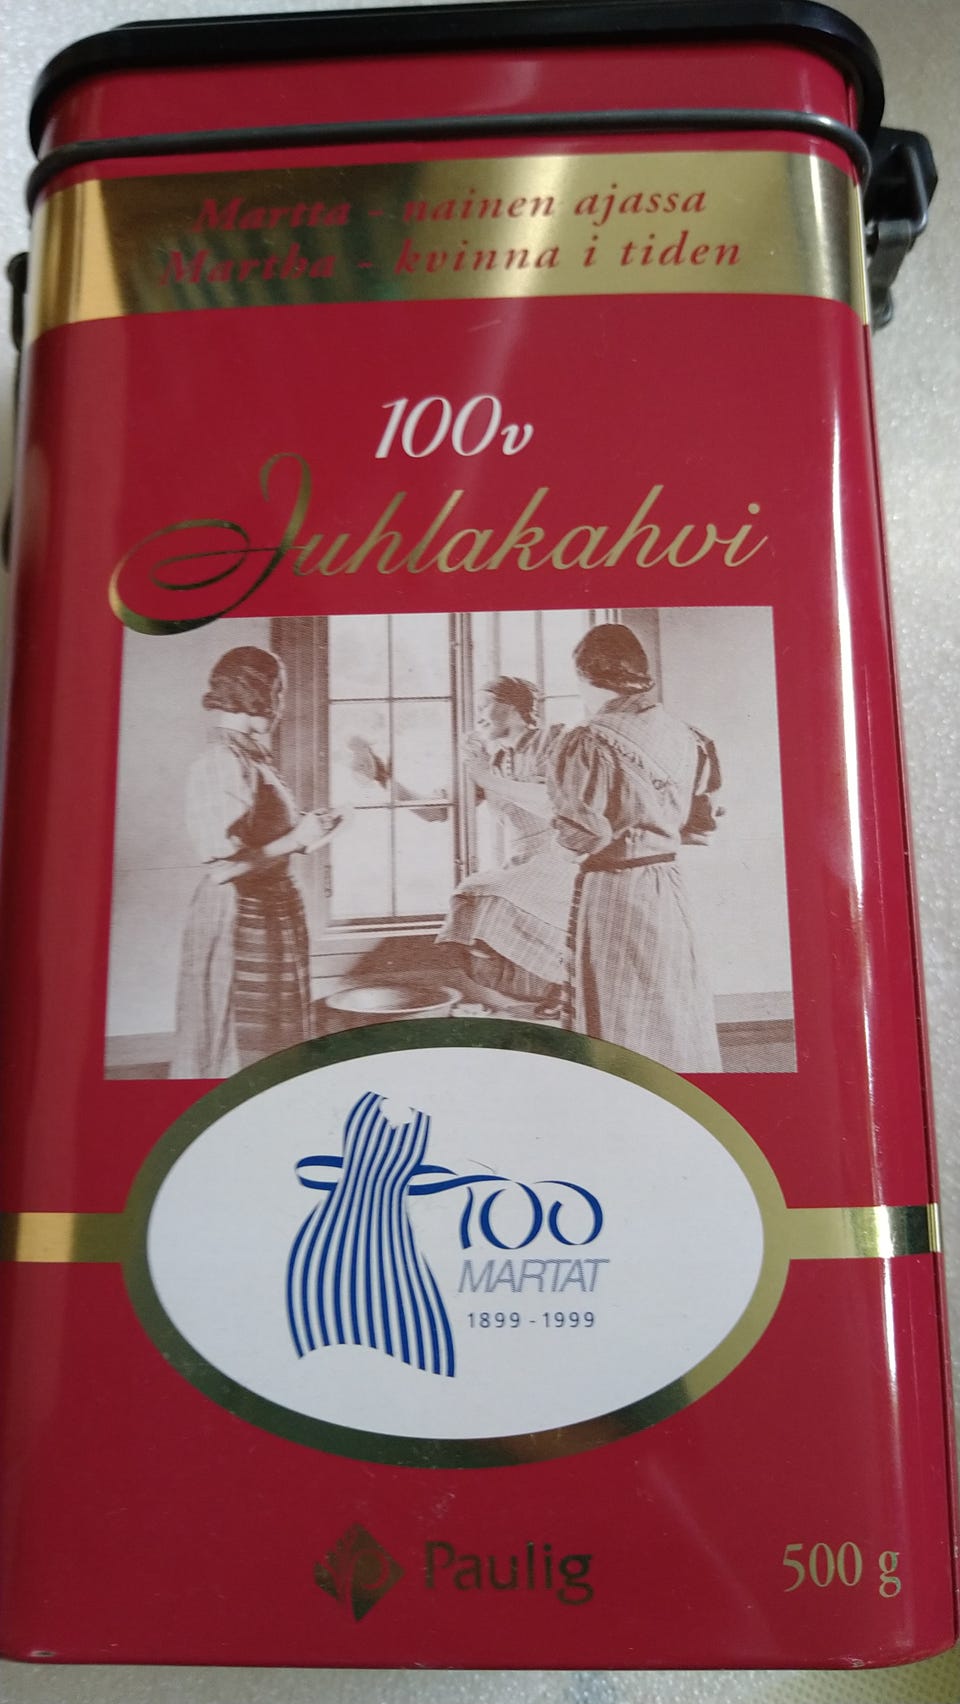 Martta - nainen ajassa
Martha - kvinna i tiden
100v
Juhlakahvi
100
MARTAT
1899 - 1999
Paulig
500 g